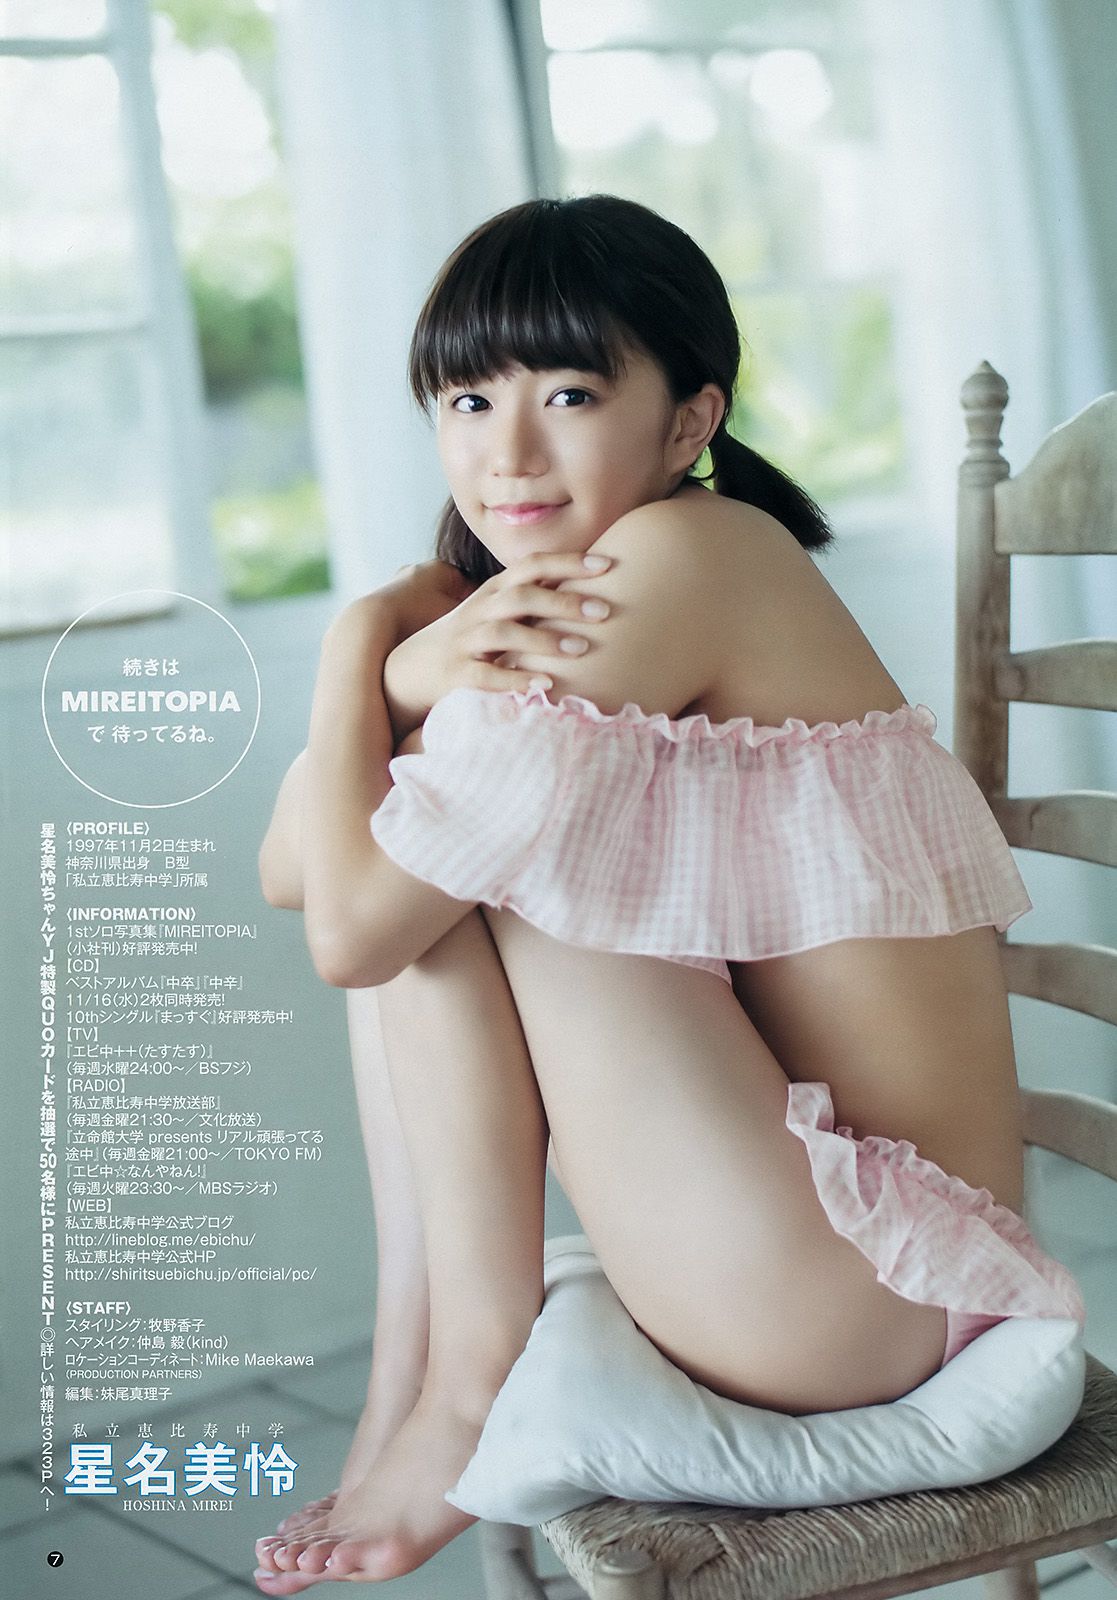 続きは
MIREITOPIA
で 待ってるね。
〈PROFILE〉
1997年11月2日生まれ
神奈川県出身　B型
「私立恵比寿中学」所属
〈INFORMATION〉
1stソロ写真集『MIREITOPIA』
（小社刊）好評発売中!
【CD】
ベストアルバム『中卒』『中辛』
11/16（水）2枚同時発売!
10thシングル『まっすぐ』好評発売中!
【TV】
『エビ中++（たすたす）』
（毎週水曜24:00〜／BSフジ）
【RADIO】
『私立恵比寿中学放送部』
（毎週金曜21:30〜／文化放送）
『立命館大学 presents リアル頑張ってる
途中』（毎週金曜21:00〜／TOKYO FM）
『エビ中☆なんやねん!』
（毎週火曜23:30〜／MBSラジオ）
【WEB】
私立恵比寿中学公式ブログ
http://lineblog.me/ebichu/
私立恵比寿中学公式HP
http://shiritsuebichu.jp/official/pc/
〈STAFF〉
スタイリング：牧野香子
ヘアメイク：仲島 毅（kind）
ロケーションコーディネート：Mike Maekawa
（PRODUCTION PARTNERS）
編集：妹尾真理子
星名美怜ちゃんYJ特製QUOカードを抽選で50名様にPRESENT◎詳しい情報は323Pへ!
私立恵比寿中学
星名美怜
HOSHINA MIREI
7